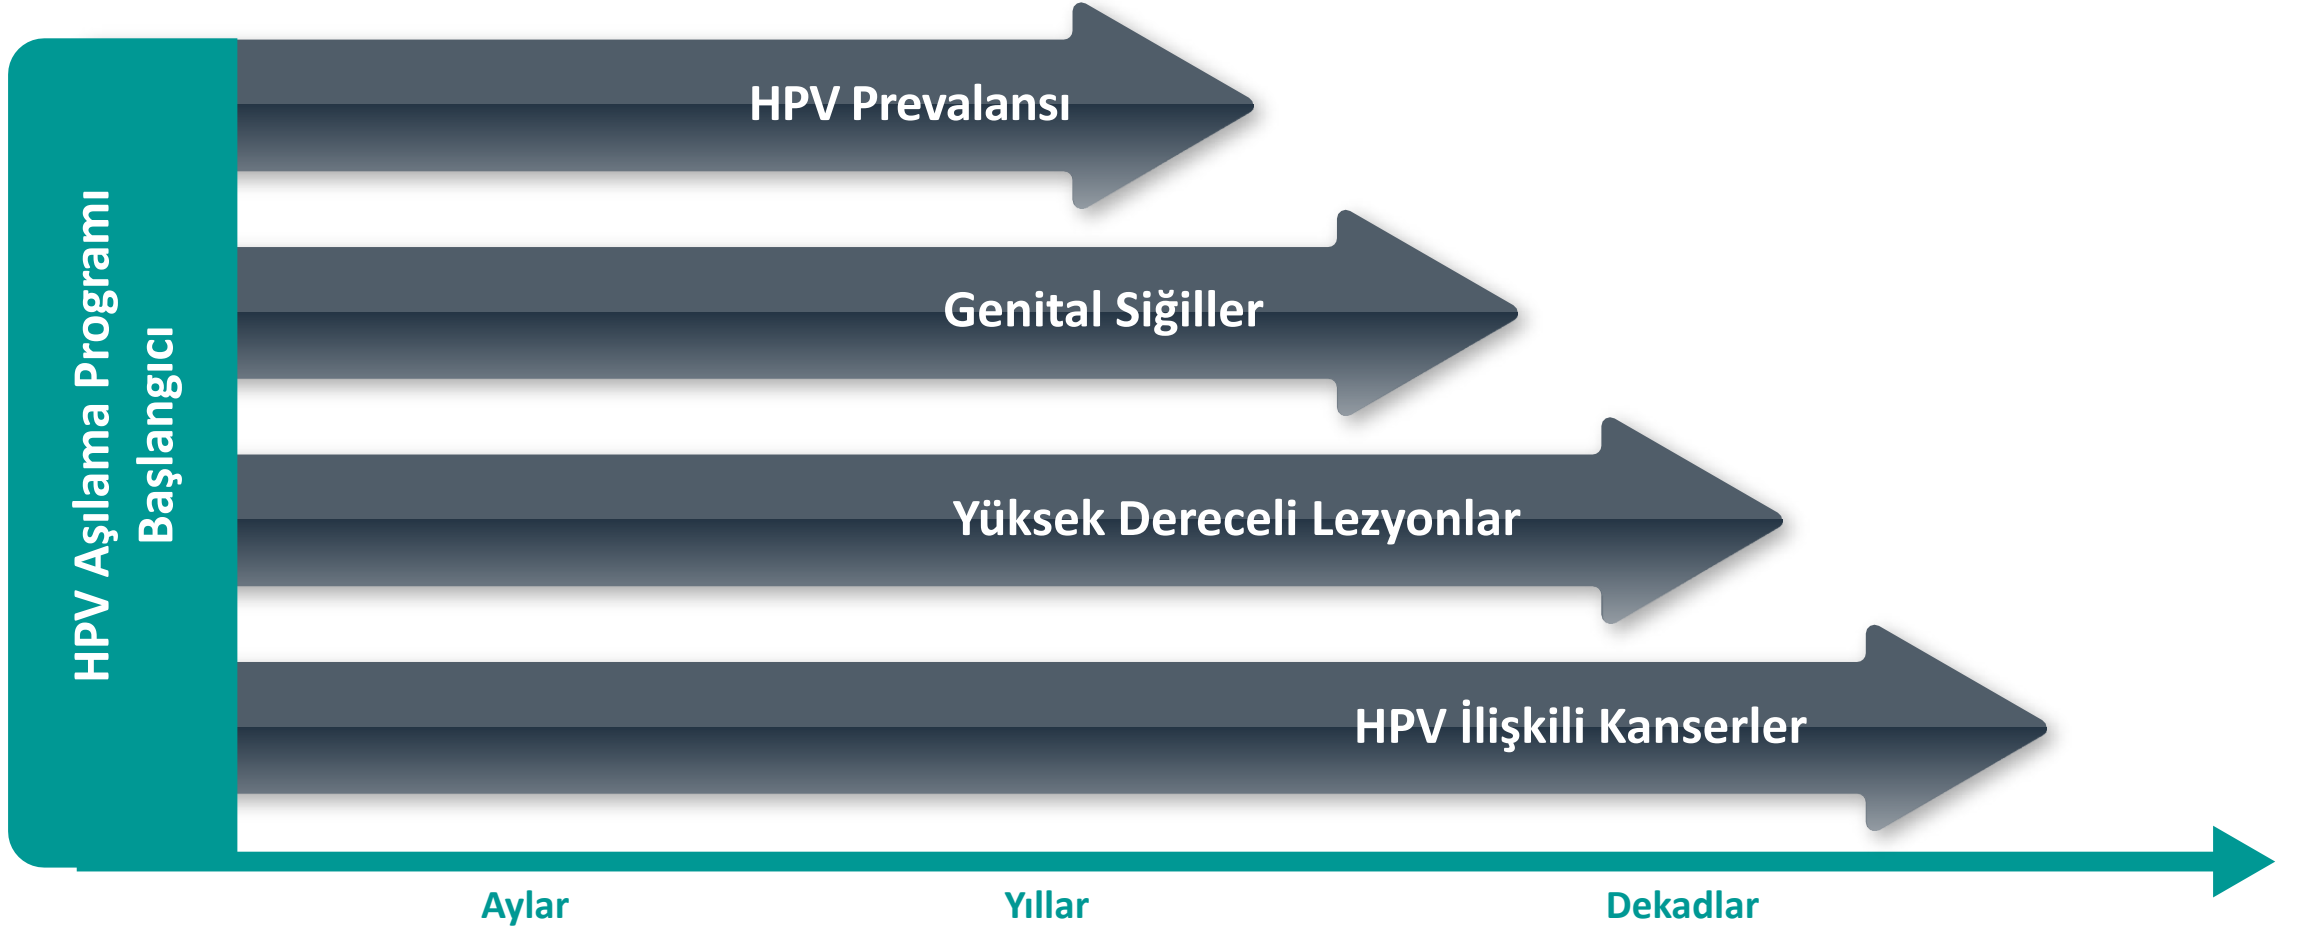 HPV Aşılama Programı
Başlangıcı
HPV Prevalansı
Genital Siğiller
Yüksek Dereceli Lezyonlar
HPV İlişkili Kanserler
Aylar
Yıllar
Dekadlar